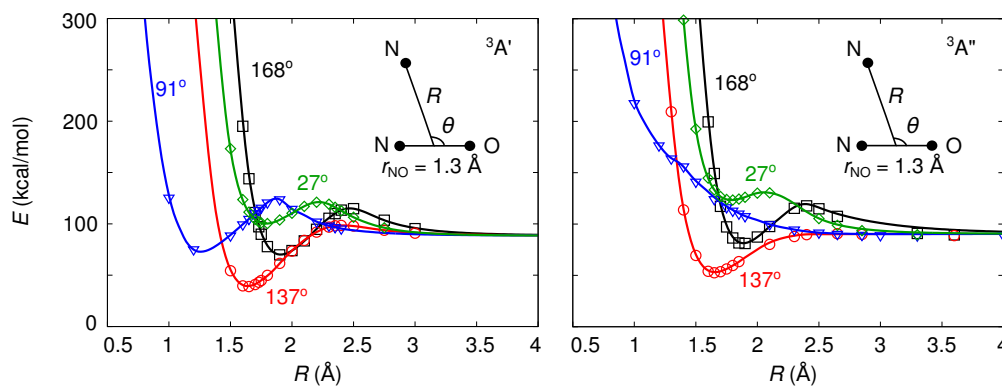 300
200
100
0
E (kcal/mol)
0.5 1 1.5 2 2.5 3 3.5 4
R (Å)
91°
168°
27°
137°
³A'
N
R
θ
N
O
r_NO = 1.3 Å
0.5 1 1.5 2 2.5 3 3.5 4
R (Å)
91°
168°
27°
137°
³A"
N
R
θ
N
O
r_NO = 1.3 Å